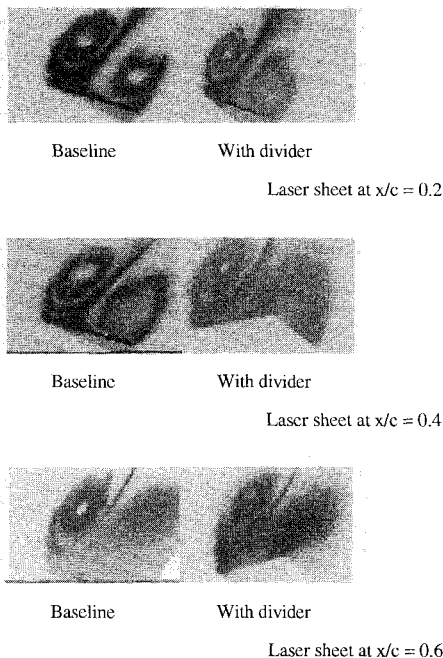 Baseline With divider
Laser sheet at x/c = 0.2
Baseline With divider
Laser sheet at x/c = 0.4
Baseline With divider
Laser sheet at x/c = 0.6